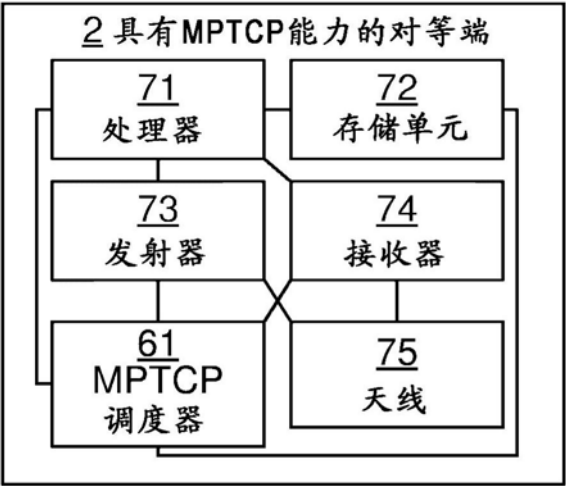 2 具有MPTCP能力的对等端
71
处理器
72
存储单元
73
发射器
74
接收器
61
MPTCP
调度器
75
天线